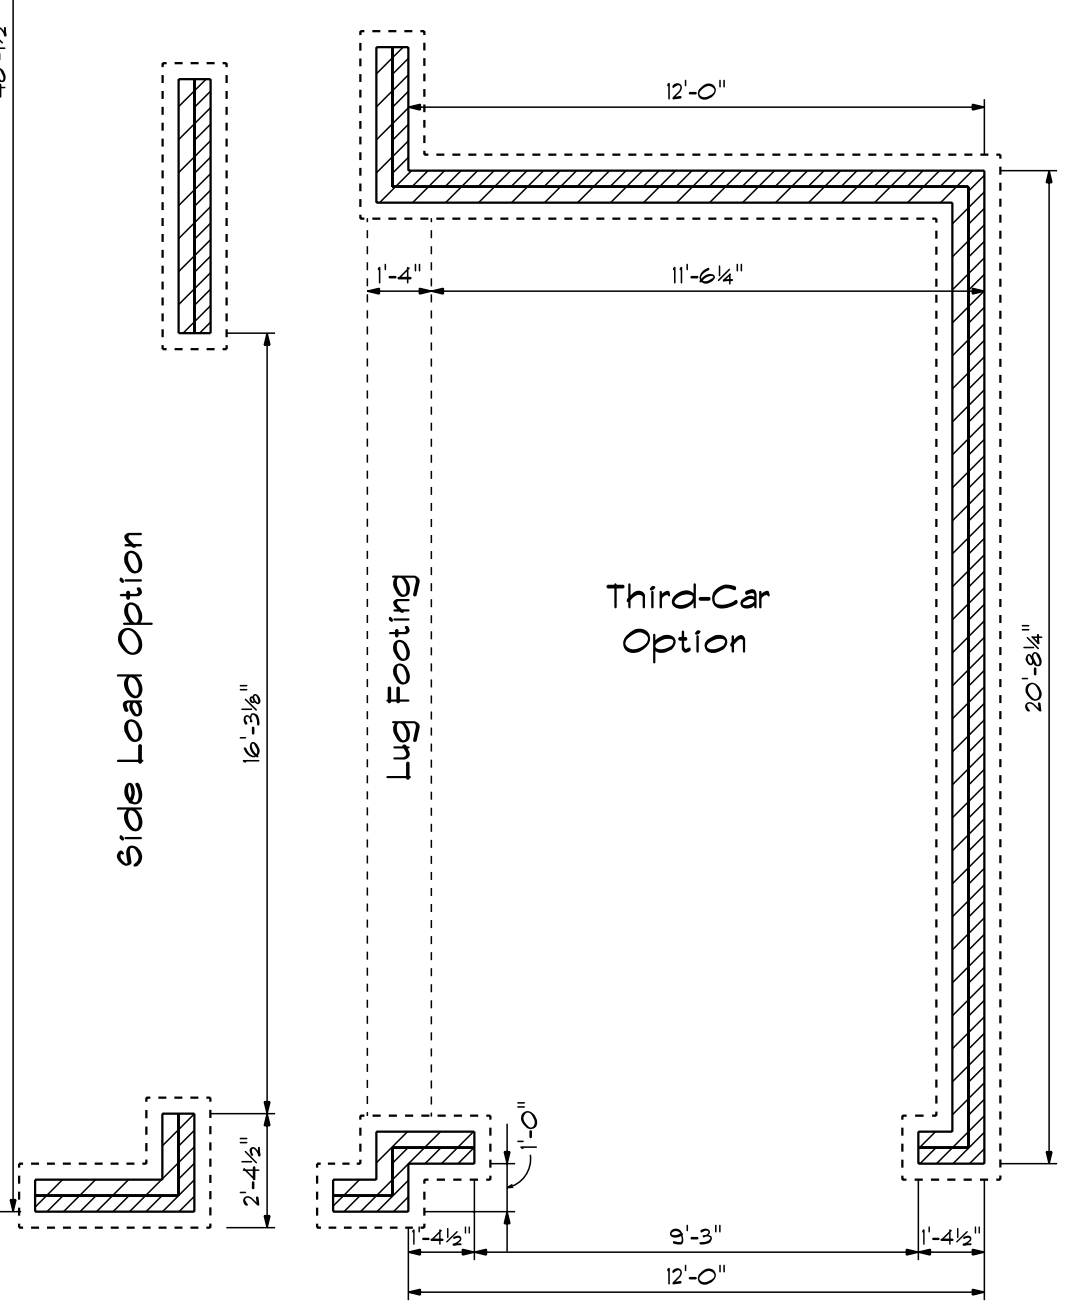 12'-0"
1'-4"
11'-6¼"
Third-Car
Option
Lug Footing
Side Load Option
16'-3⅛"
20'-8¼"
2'-4½"
1'-0"
1'-4½"
9'-3"
1'-4½"
12'-0"